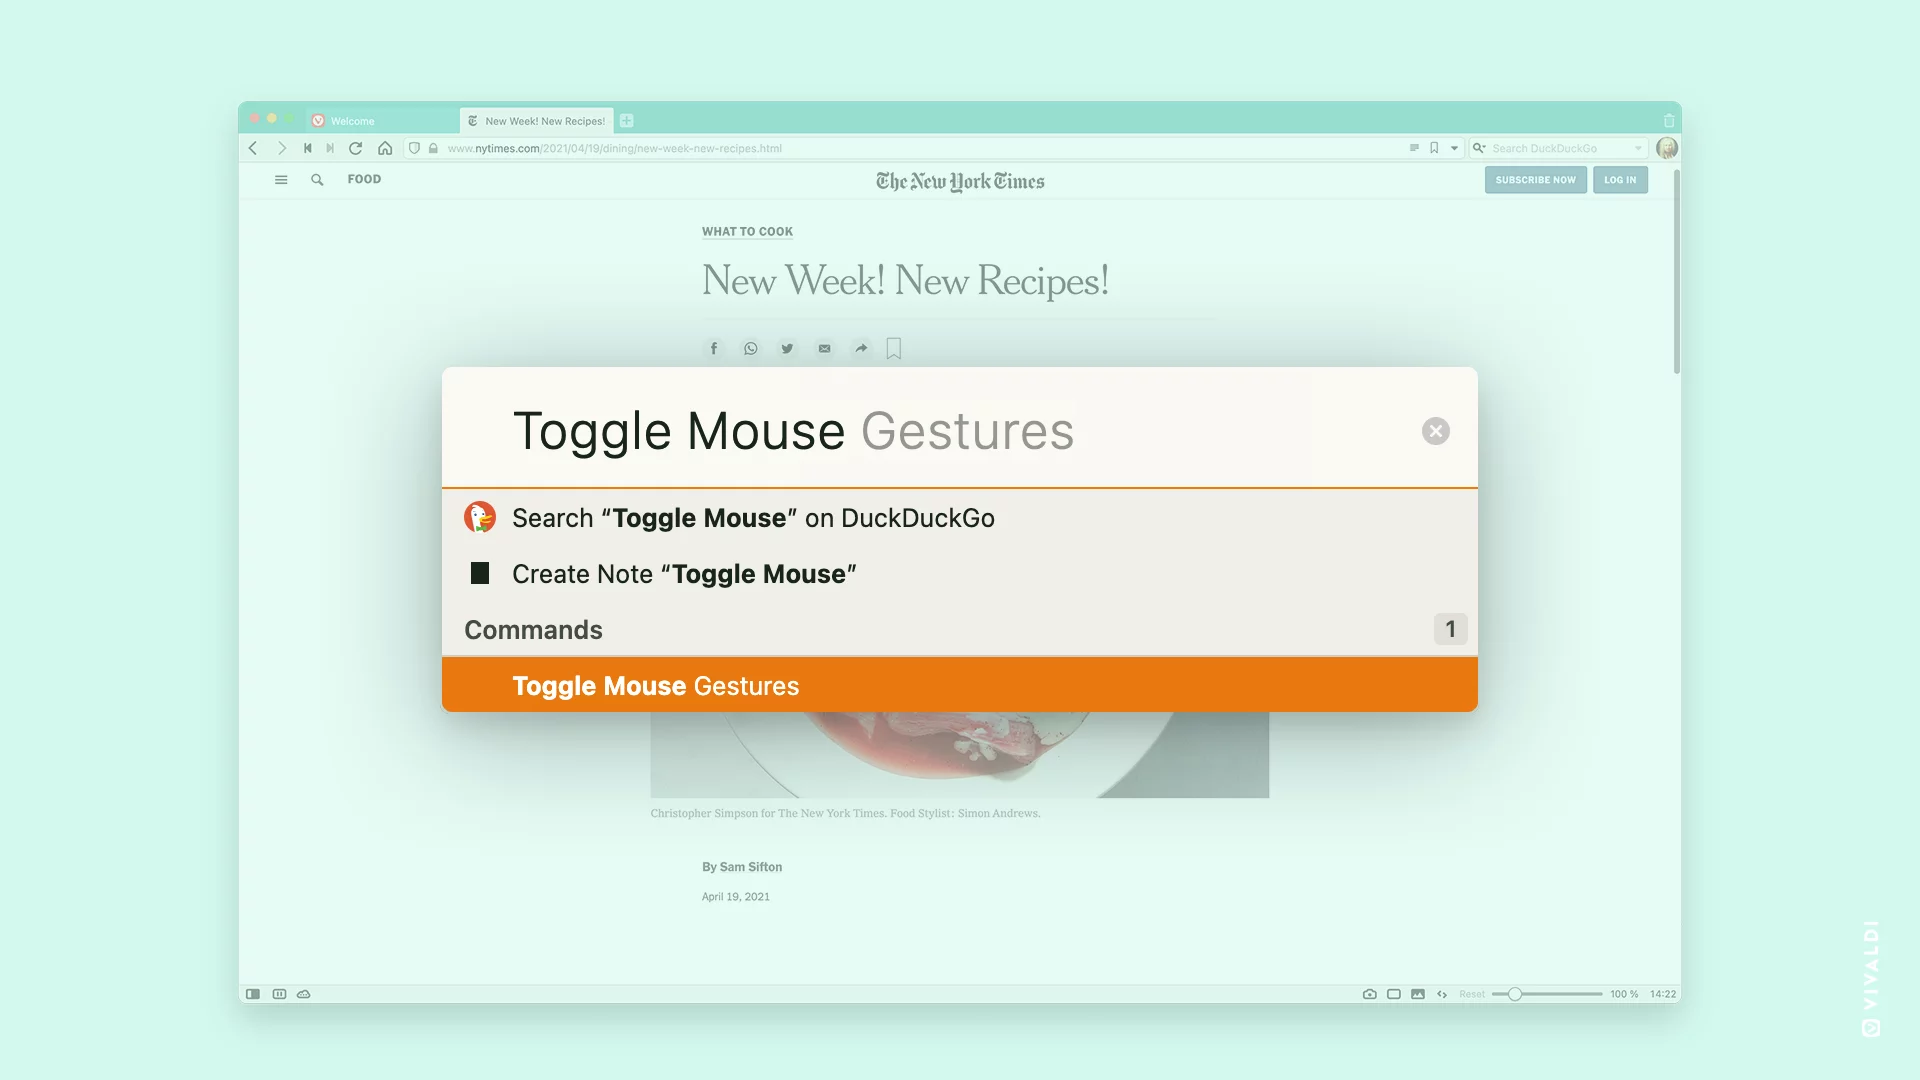 Welcome
New Week! New Recipes!
www.nytimes.com/2021/04/19/dining/new-week-new-recipes.html
Search DuckDuckGo
FOOD
The New York Times
SUBSCRIBE NOW
LOG IN
WHAT TO COOK
New Week! New Recipes!
Toggle Mouse Gestures
Search “Toggle Mouse” on DuckDuckGo
Create Note “Toggle Mouse”
Commands
1
Toggle Mouse Gestures
Christopher Simpson for The New York Times. Food Stylist: Simon Andrews.
By Sam Sifton
April 19, 2021
Reset
100 %
14:22
VIVALDI